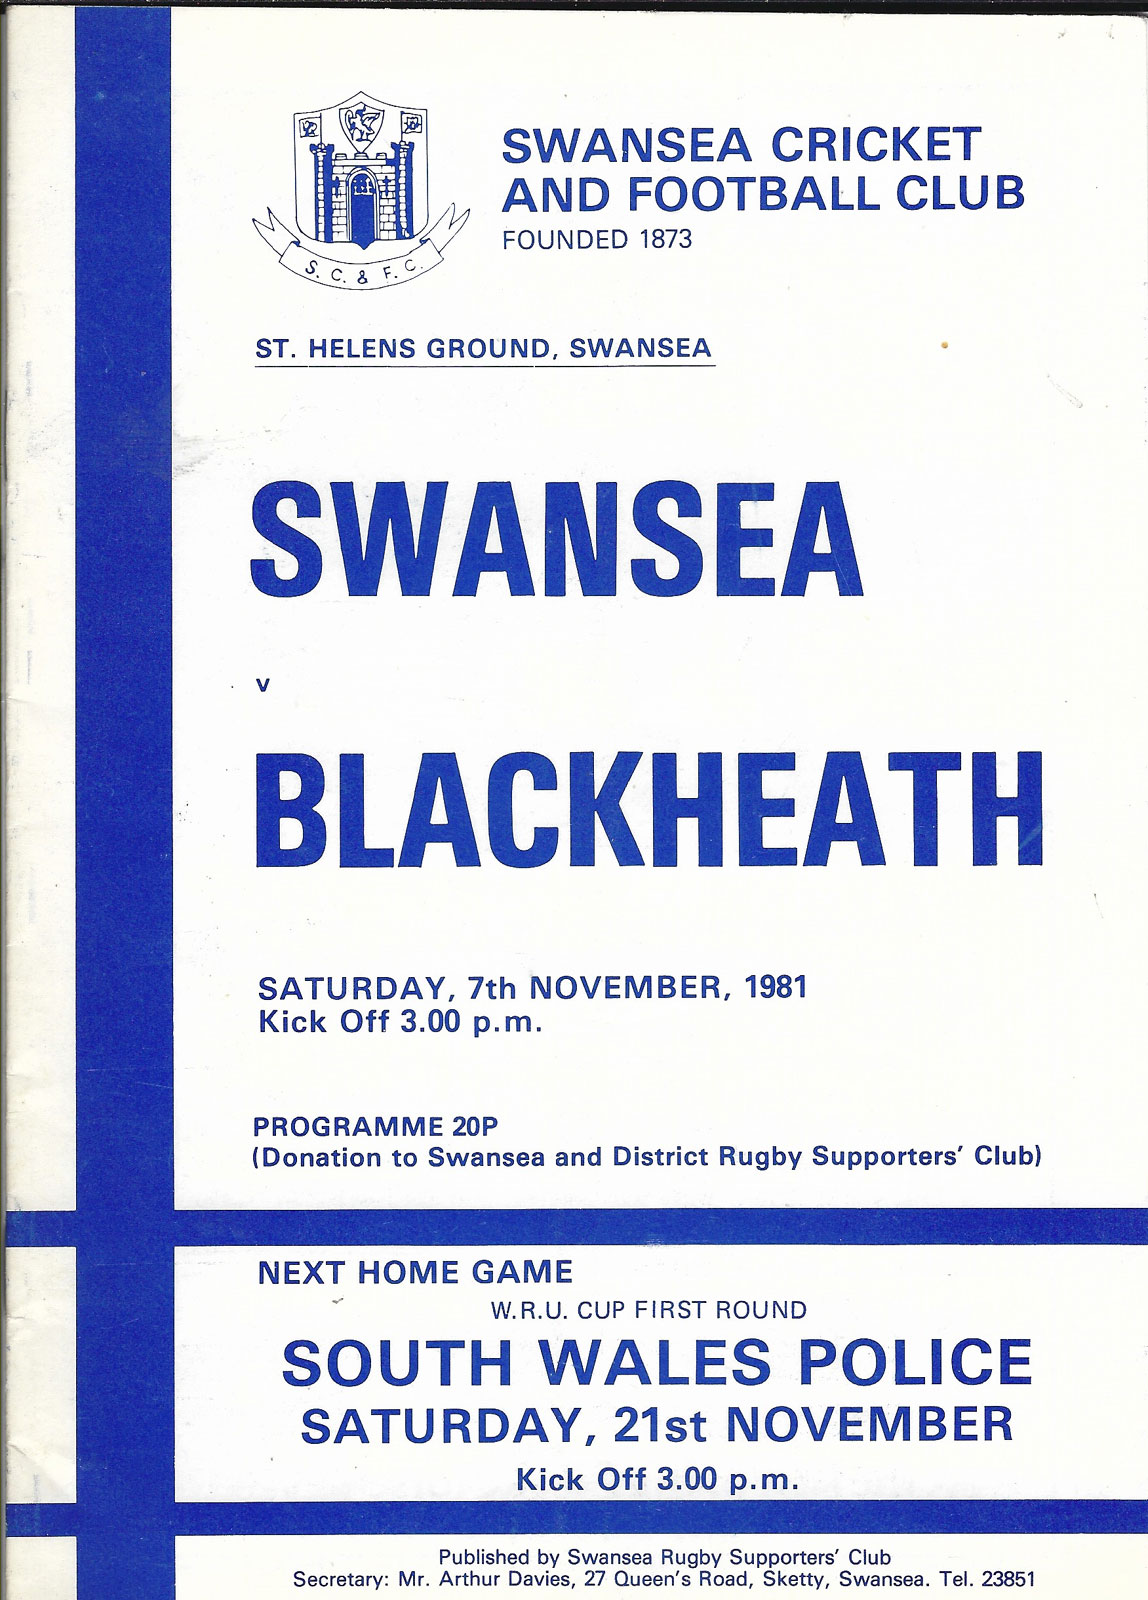 SWANSEA CRICKET
AND FOOTBALL CLUB
FOUNDED 1873
S. C. & F. C.
ST. HELENS GROUND, SWANSEA
SWANSEA
v
BLACKHEATH
SATURDAY, 7th NOVEMBER, 1981
Kick Off 3.00 p.m.
PROGRAMME 20P
(Donation to Swansea and District Rugby Supporters' Club)
NEXT HOME GAME
W.R.U. CUP FIRST ROUND
SOUTH WALES POLICE
SATURDAY, 21st NOVEMBER
Kick Off 3.00 p.m.
Published by Swansea Rugby Supporters' Club
Secretary: Mr. Arthur Davies, 27 Queen's Road, Sketty, Swansea. Tel. 23851